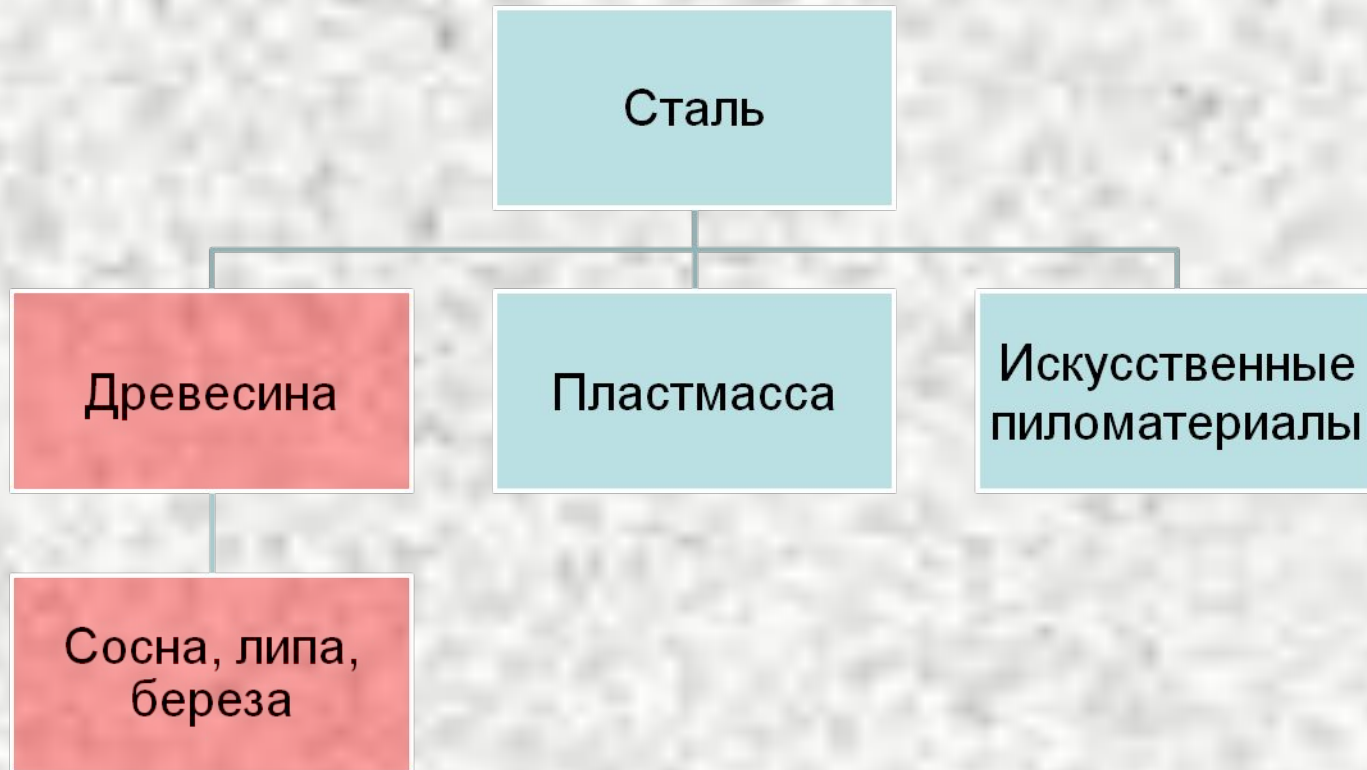 Сталь
Древесина
Пластмасса
Искусственные
пиломатериалы
Сосна, липа,
береза